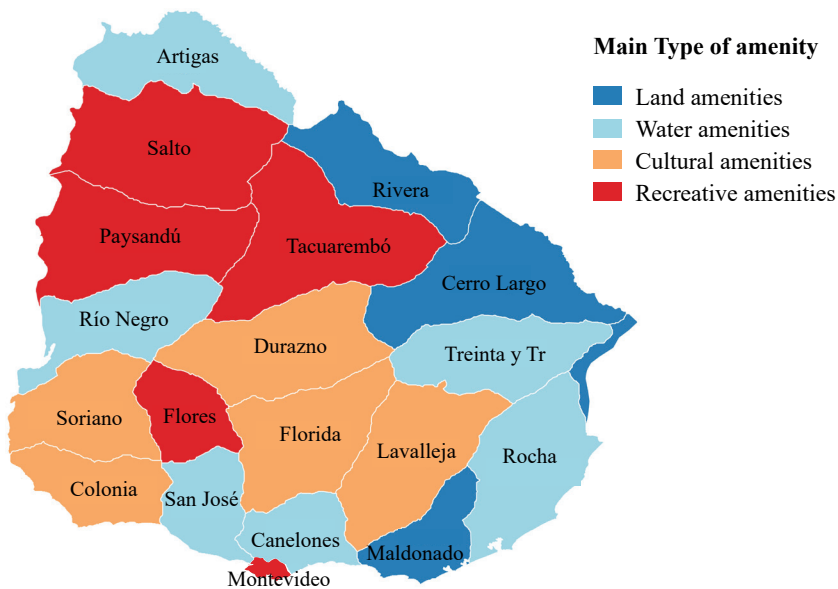 Artigas
Main Type of amenity
Land amenities
Water amenities
Cultural amenities
Recreative amenities
Salto
Rivera
Paysandú
Tacuarembó
Cerro Largo
Río Negro
Durazno
Treinta y Tr
Soriano
Flores
Florida
Lavalleja
Rocha
Colonia
San José
Canelones
Maldonado
Montevideo